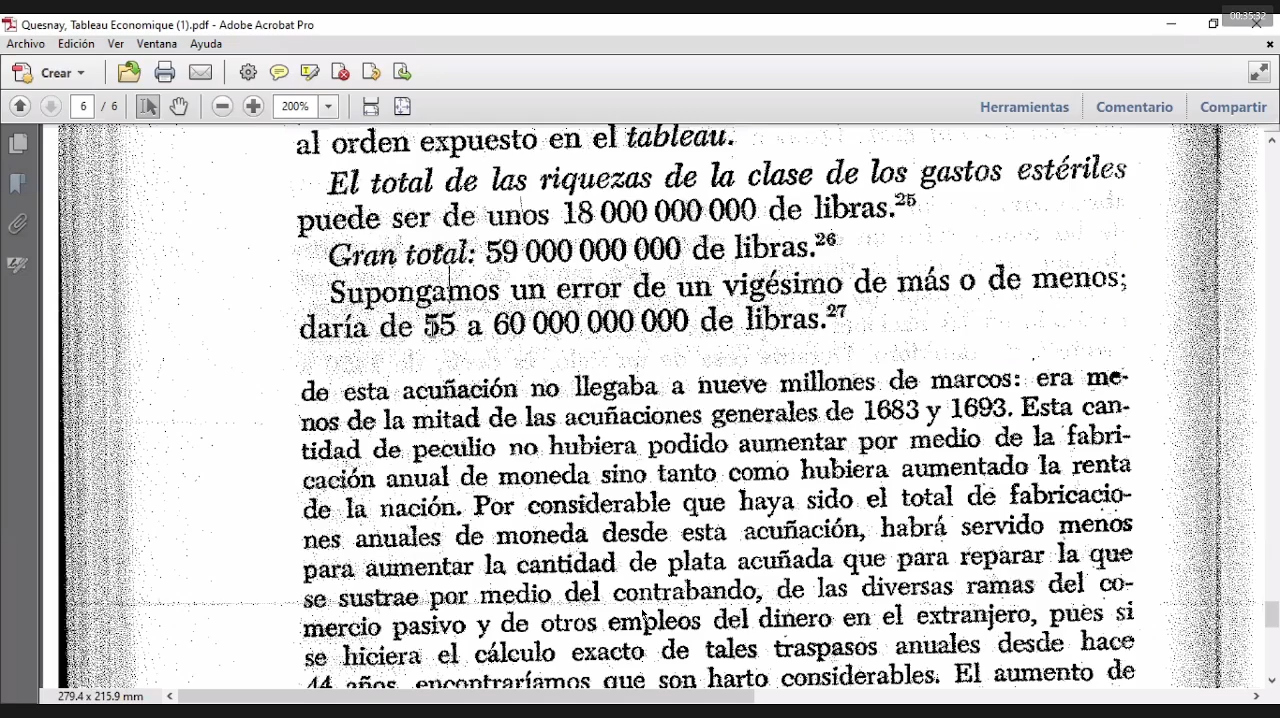 Quesnay, Tableau Economique (1).pdf - Adobe Acrobat Pro
00:35:32
Archivo Edición Ver Ventana Ayuda
Crear
6 / 6
200%
Herramientas Comentario Compartir
al orden expuesto en el tableau.
El total de las riquezas de la clase de los gastos estériles
puede ser de unos 18 000 000 000 de libras.25
Gran total: 59 000 000 000 de libras.26
Supongamos un error de un vigésimo de más o de menos;
daría de 55 a 60 000 000 000 de libras.27
de esta acuñación no llegaba a nueve millones de marcos: era me-
nos de la mitad de las acuñaciones generales de 1683 y 1693. Esta can-
tidad de peculio no hubiera podido aumentar por medio de la fabri-
cación anual de moneda sino tanto como hubiera aumentado la renta
de la nación. Por considerable que haya sido el total de fabricacio-
nes anuales de moneda desde esta acuñación, habrá servido menos
para aumentar la cantidad de plata acuñada que para reparar la que
se sustrae por medio del contrabando, de las diversas ramas del co-
mercio pasivo y de otros empleos del dinero en el extranjero, pues si
se hiciera el cálculo exacto de tales traspasos anuales desde hace
44 años, encontraríamos que son harto considerables. El aumento de
279.4 x 215.9 mm